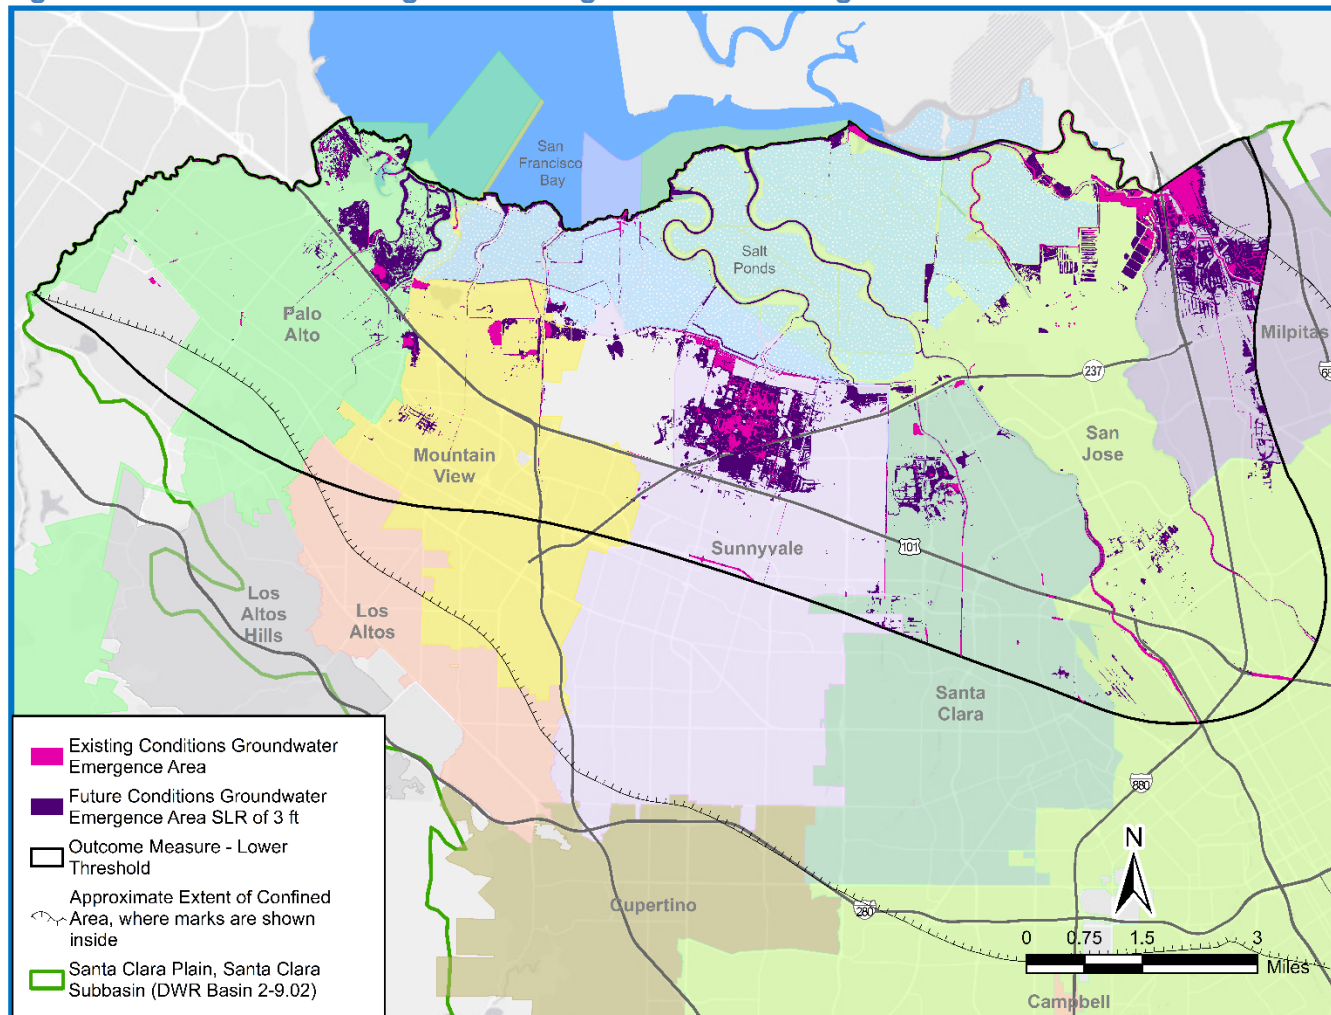 San
Francisco
Bay
Salt
Ponds
Palo
Alto
Milpitas
237
680
San
Jose
Mountain
View
Sunnyvale
101
Los
Altos
Hills
Los
Altos
Santa
Clara
880
Cupertino
280
Campbell
N
0 0.75 1.5 3
Miles
Existing Conditions Groundwater
Emergence Area
Future Conditions Groundwater
Emergence Area SLR of 3 ft
Outcome Measure - Lower
Threshold
Approximate Extent of Confined
Area, where marks are shown
inside
Santa Clara Plain, Santa Clara
Subbasin (DWR Basin 2-9.02)